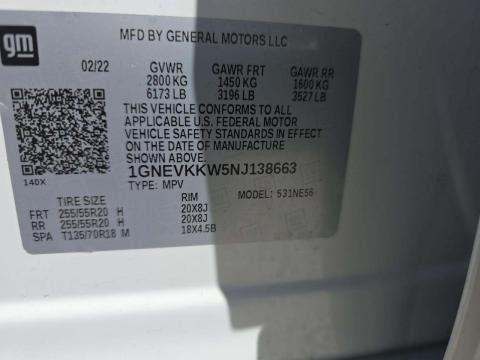 gm
MFD BY GENERAL MOTORS LLC
02/22 GVWR GAWR FRT GAWR RR
2800 KG 1450 KG 1600 KG
6173 LB 3196 LB 3527 LB
THIS VEHICLE CONFORMS TO ALL
APPLICABLE U.S. FEDERAL MOTOR
VEHICLE SAFETY STANDARDS IN EFFECT
ON THE DATE OF MANUFACTURE
1GNEVKKW5NJ138663
TYPE: MPV MODEL: 531NE56
140X
TIRE SIZE RIM
FRT 255/55R20 H 20X8J
RR 255/55R20 H 20X8J
SPA T135/70R18 M 18X4.5B